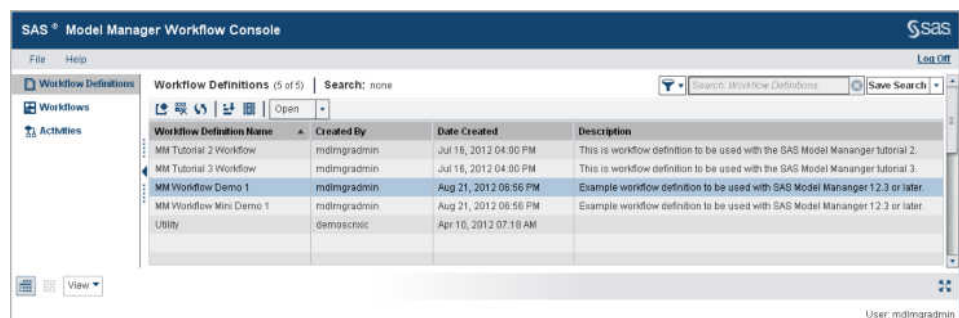 SAS ® Model Manager Workflow Console
sas
File Help
Log Off
Workflow Definitions
Workflows
Activities
Workflow Definitions (5 of 5) Search: none
Search: Workflow Definitions
Save Search
Open
Workflow Definition Name Created By Date Created Description
MM Tutorial 2 Workflow mdlmgradmin Jul 16, 2012 04:00 PM This is workflow definition to be used with the SAS Model Mananger tutorial 2.
MM Tutorial 3 Workflow mdlmgradmin Jul 16, 2012 04:00 PM This is workflow definition to be used with the SAS Model Mananger tutorial 3.
MM Workflow Demo 1 mdlmgradmin Aug 21, 2012 06:56 PM Example workflow definition to be used with SAS Model Mananger 12.3 or later.
MM Workflow Mini Demo 1 mdlmgradmin Aug 21, 2012 06:56 PM Example workflow definition to be used with SAS Model Mananger 12.3 or later.
Utility Apr 10, 2012 07:18 AM
View
User: mdlmgradmin